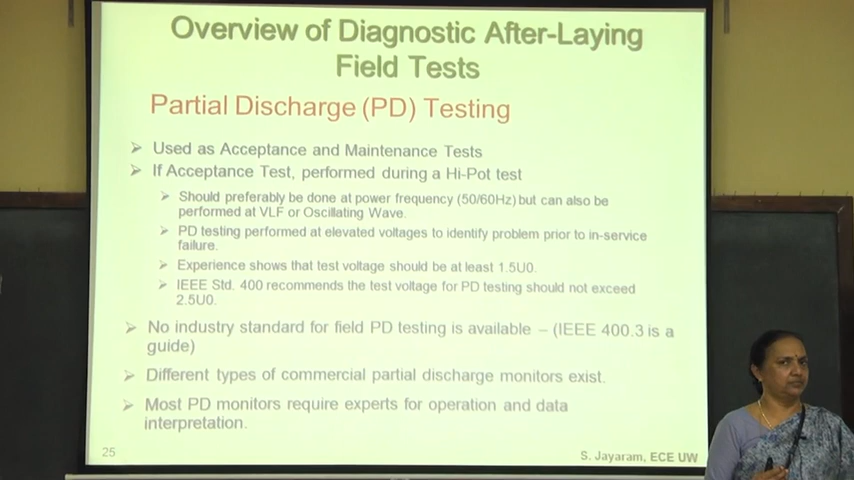 Overview of Diagnostic After-Laying
Field Tests
Partial Discharge (PD) Testing
➢ Used as Acceptance and Maintenance Tests
➢ If Acceptance Test, performed during a Hi-Pot test
➢ Should preferably be done at power frequency (50/60Hz) but can also be
performed at VLF or Oscillating Wave.
➢ PD testing performed at elevated voltages to identify problem prior to in-service
failure.
➢ Experience shows that test voltage should be at least 1.5U0.
➢ IEEE Std. 400 recommends the test voltage for PD testing should not exceed
2.5U0.
➢ No industry standard for field PD testing is available – (IEEE 400.3 is a
guide)
➢ Different types of commercial partial discharge monitors exist.
➢ Most PD monitors require experts for operation and data
interpretation.
25
S. Jayaram, ECE UW